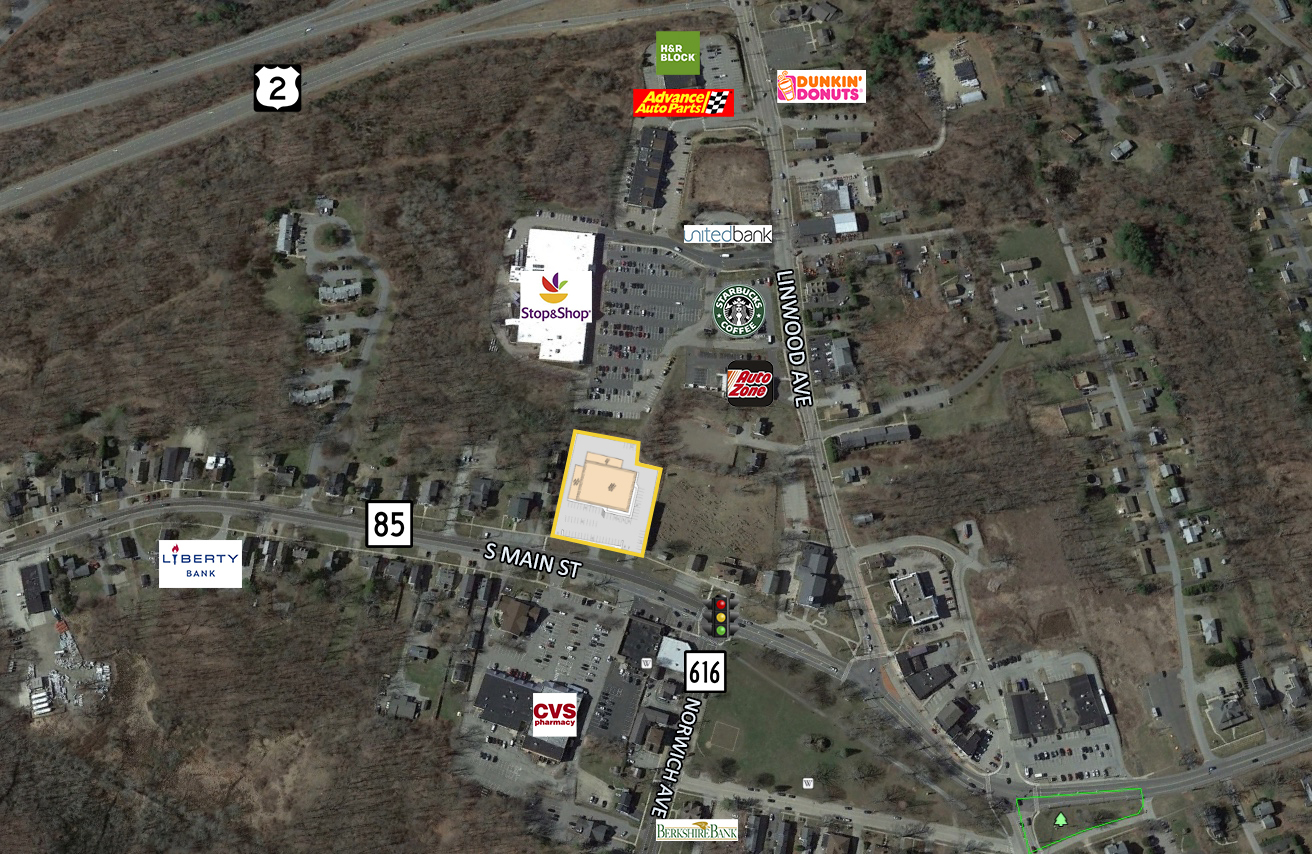 H&R
BLOCK
2
DUNKIN'
DONUTS
Advance
Auto Parts
unitedbank
Stop&Shop
STARBUCKS
COFFEE
LINWOOD AVE
Auto
Zone
85
S MAIN ST
LIBERTY
BANK
616
W
CVS
pharmacy
NORWICH AVE
W
BERKSHIRE BANK